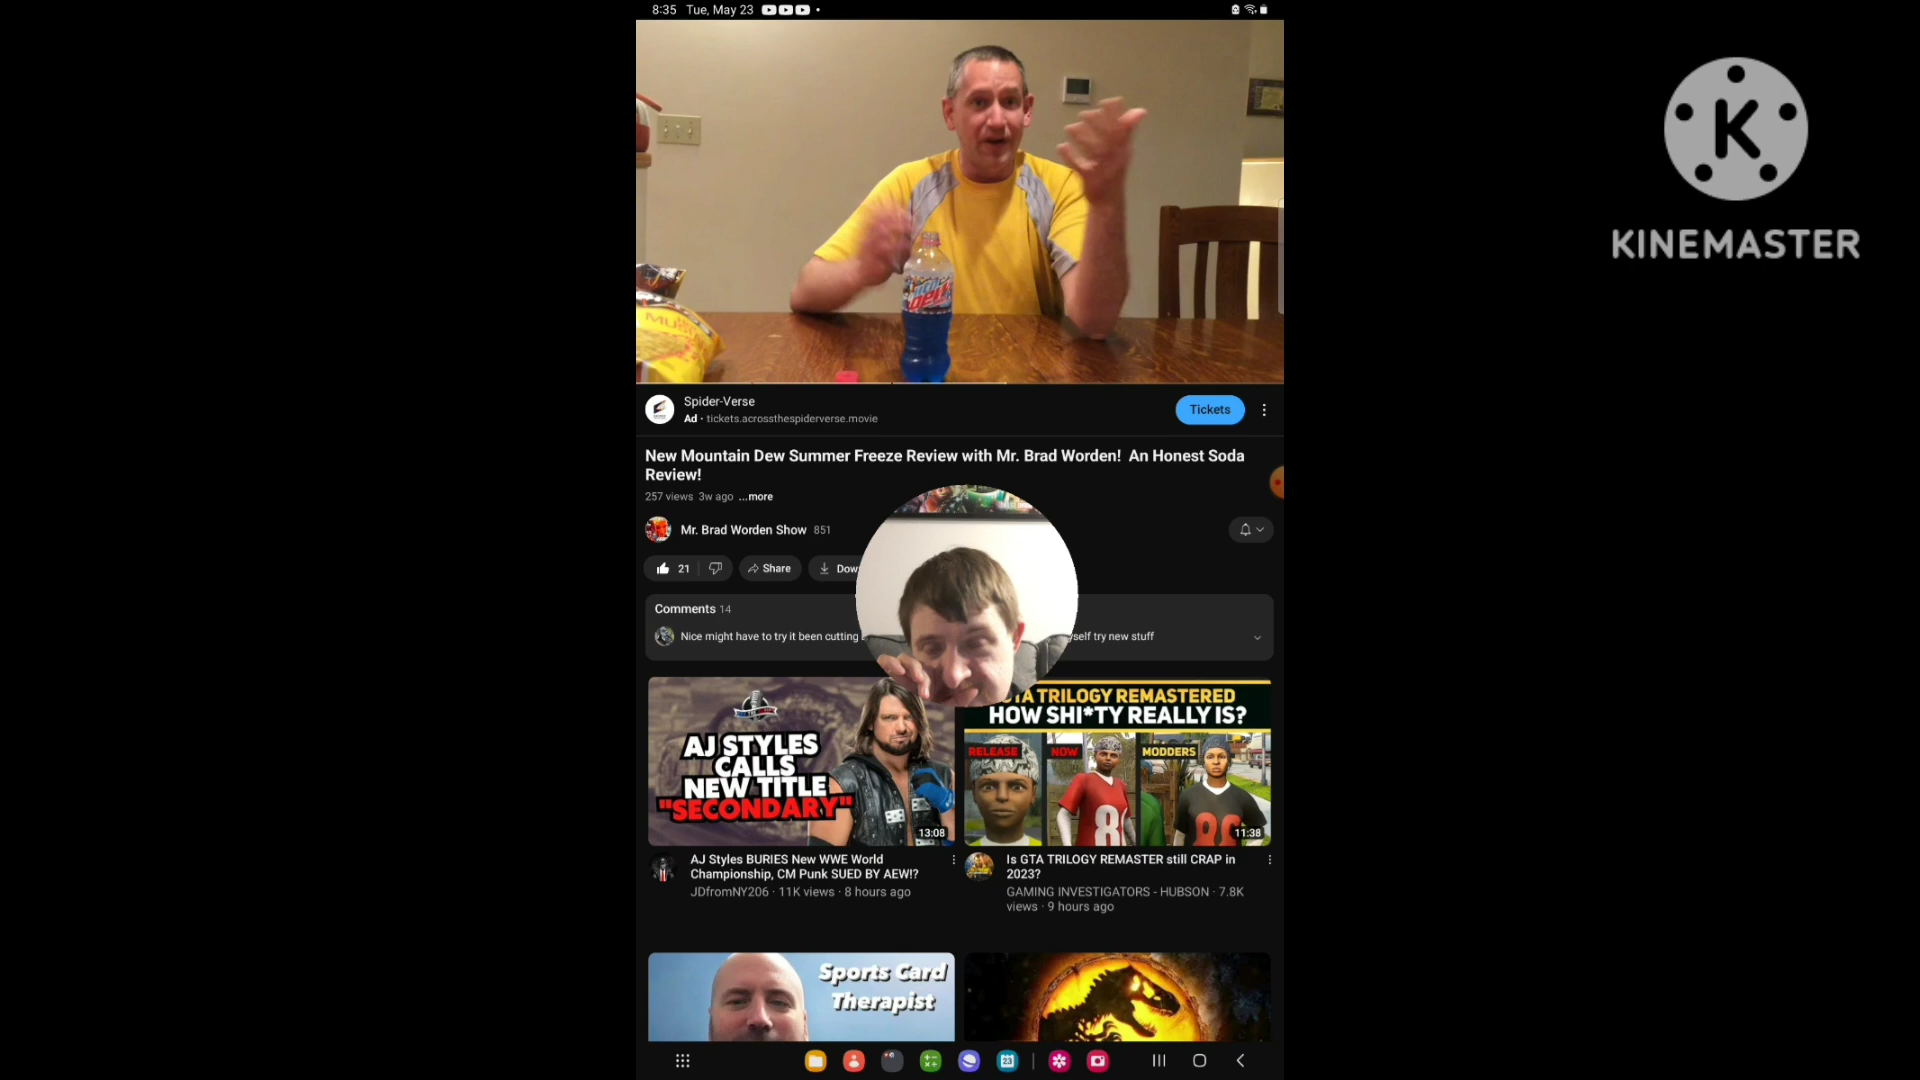 8:35 Tue, May 23
K
KINEMASTER
DEW
MU
Spider-Verse
Ad · tickets.acrossthespiderverse.movie
Tickets
New Mountain Dew Summer Freeze Review with Mr. Brad Worden! An Honest Soda
Review!
257 views 3w ago ...more
Mr. Brad Worden Show 851
21
Share
Dow
Comments 14
Nice might have to try it been cutting
self try new stuff
AJ STYLES
CALLS
NEW TITLE
"SECONDARY"
13:08
GTA TRILOGY REMASTERED
HOW SHI*TY REALLY IS?
RELEASE
NOW
MODDERS
11:38
AJ Styles BURIES New WWE World
Championship, CM Punk SUED BY AEW!?
JDfromNY206 · 11K views · 8 hours ago
Is GTA TRILOGY REMASTER still CRAP in
2023?
GAMING INVESTIGATORS - HUBSON · 7.8K
views · 9 hours ago
Sports Card
Therapist
23